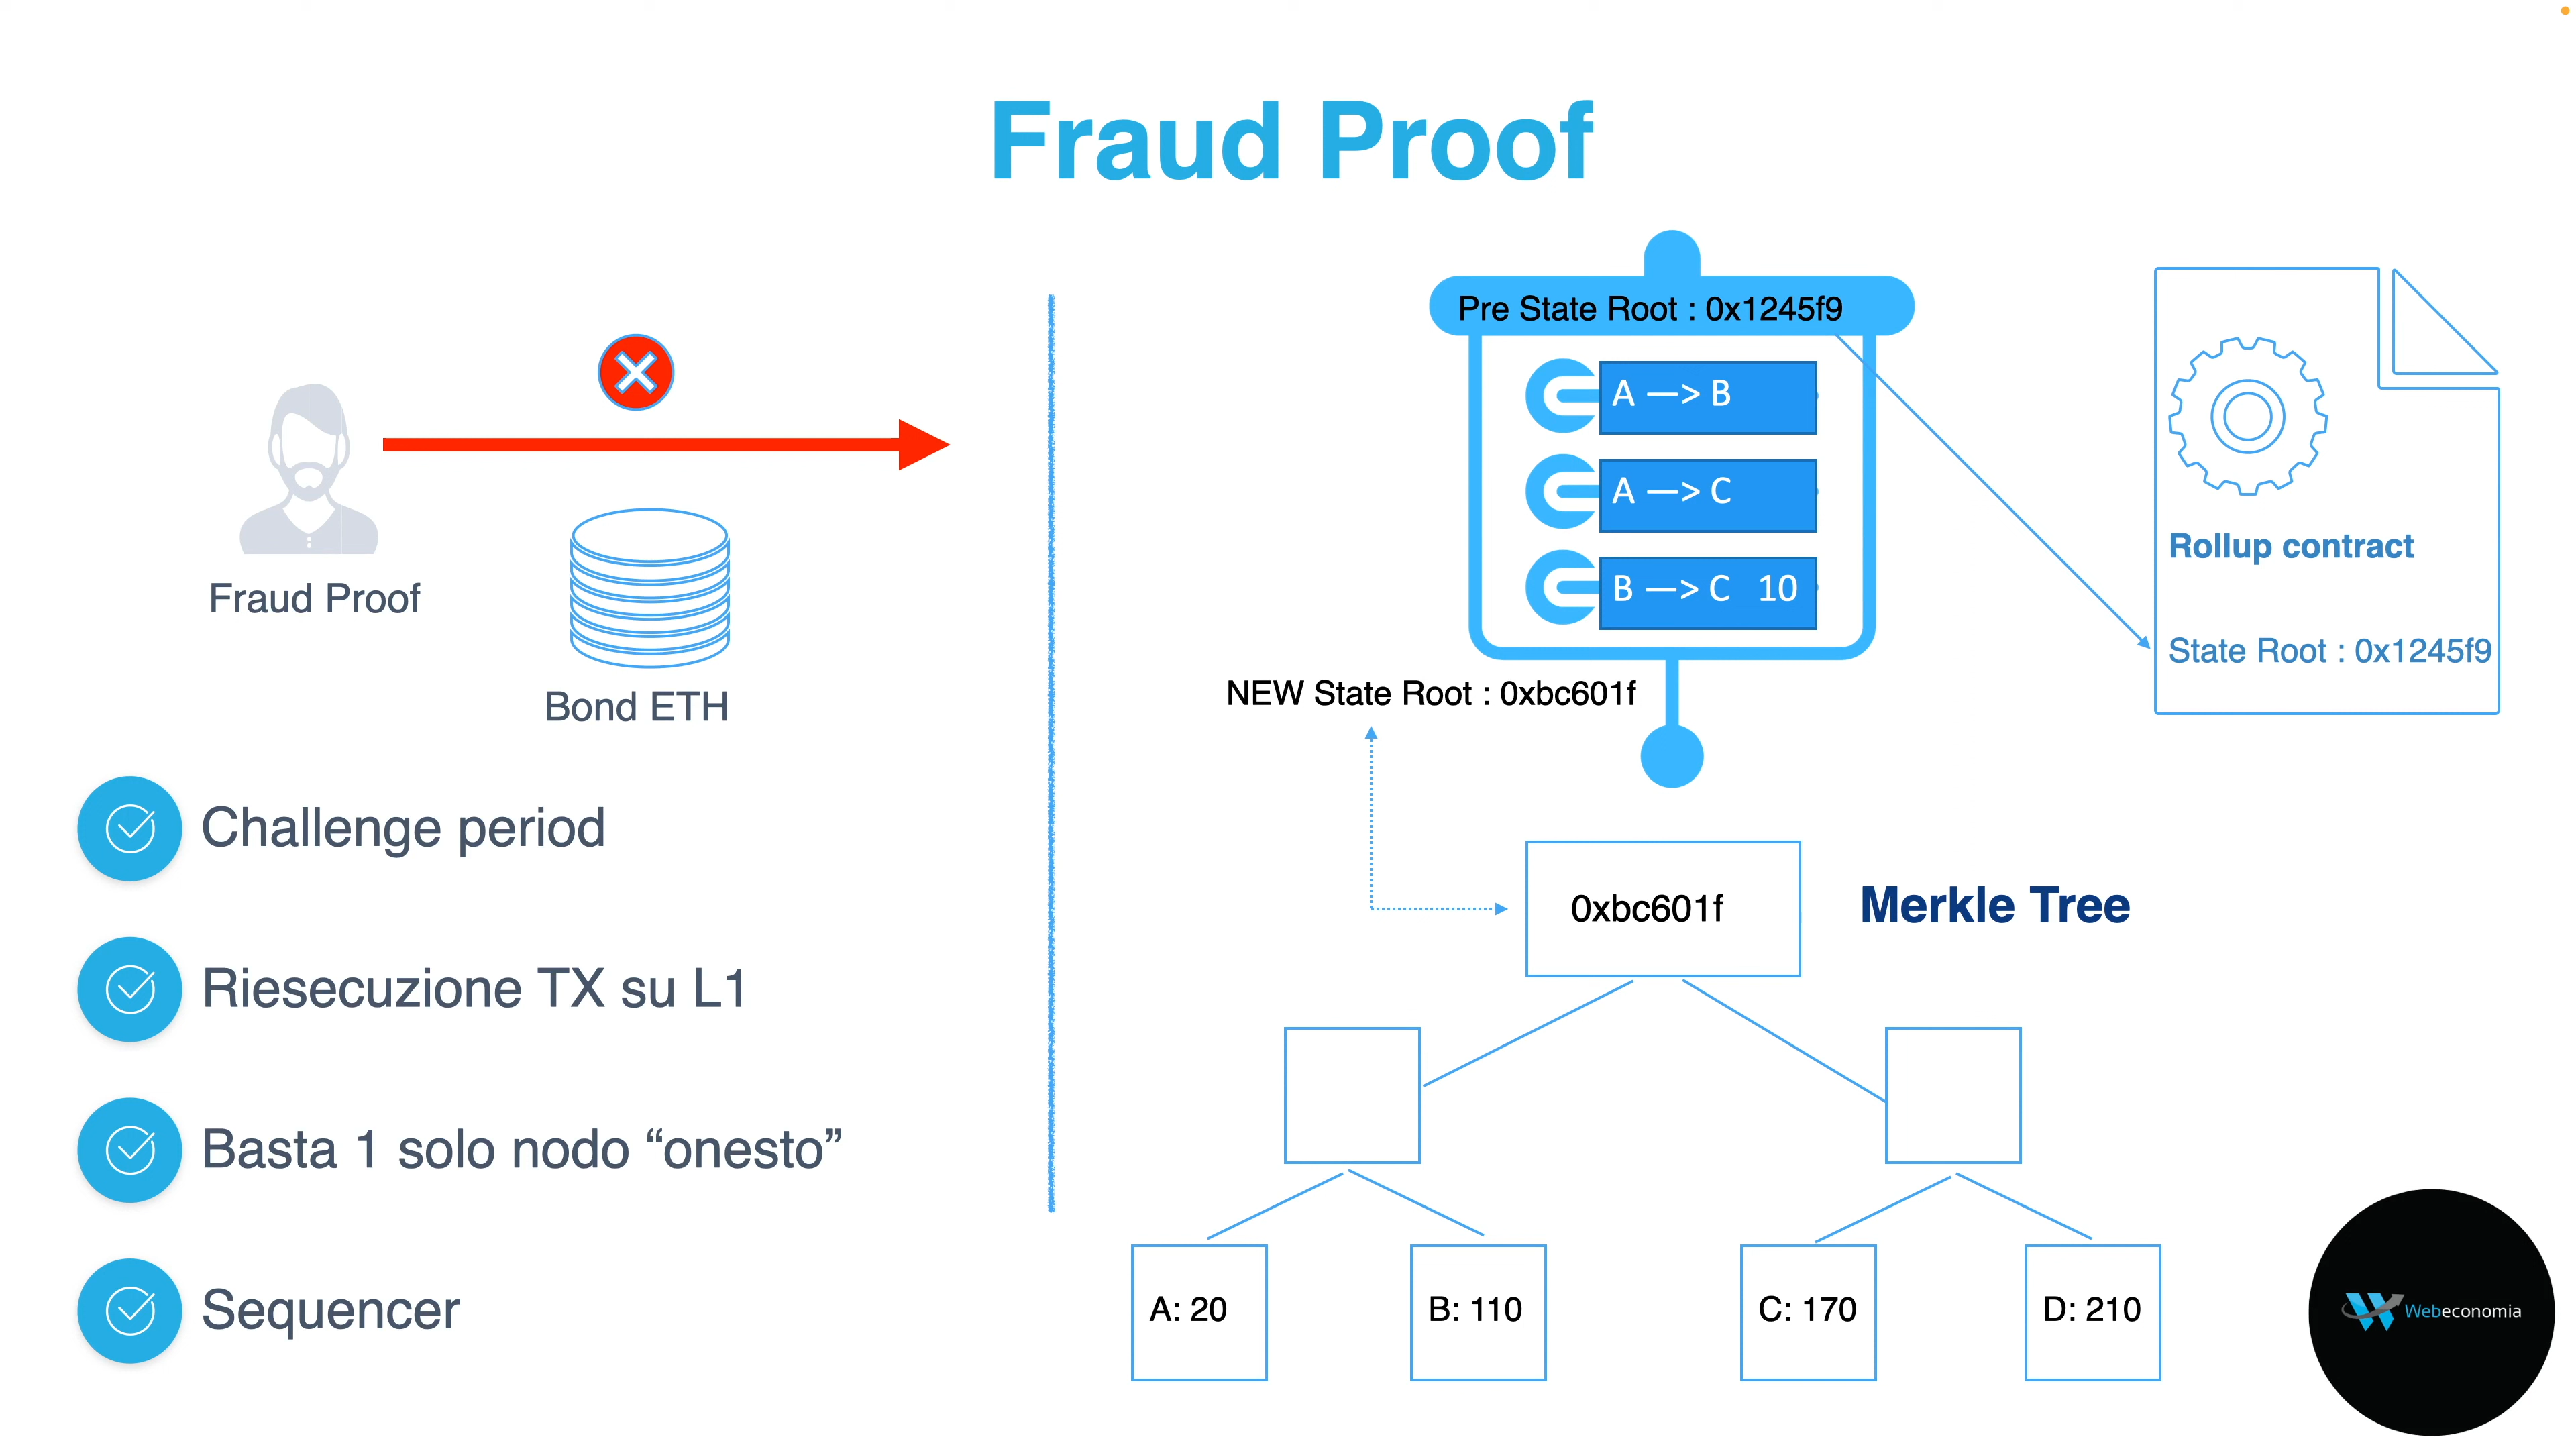 Fraud Proof
Fraud Proof
Bond ETH
Challenge period
Riesecuzione TX su L1
Basta 1 solo nodo “onesto”
Sequencer
Pre State Root : 0x1245f9
A —> B
A —> C
B —> C 10
NEW State Root : 0xbc601f
Rollup contract
State Root : 0x1245f9
0xbc601f
Merkle Tree
A: 20
B: 110
C: 170
D: 210
Webeconomia